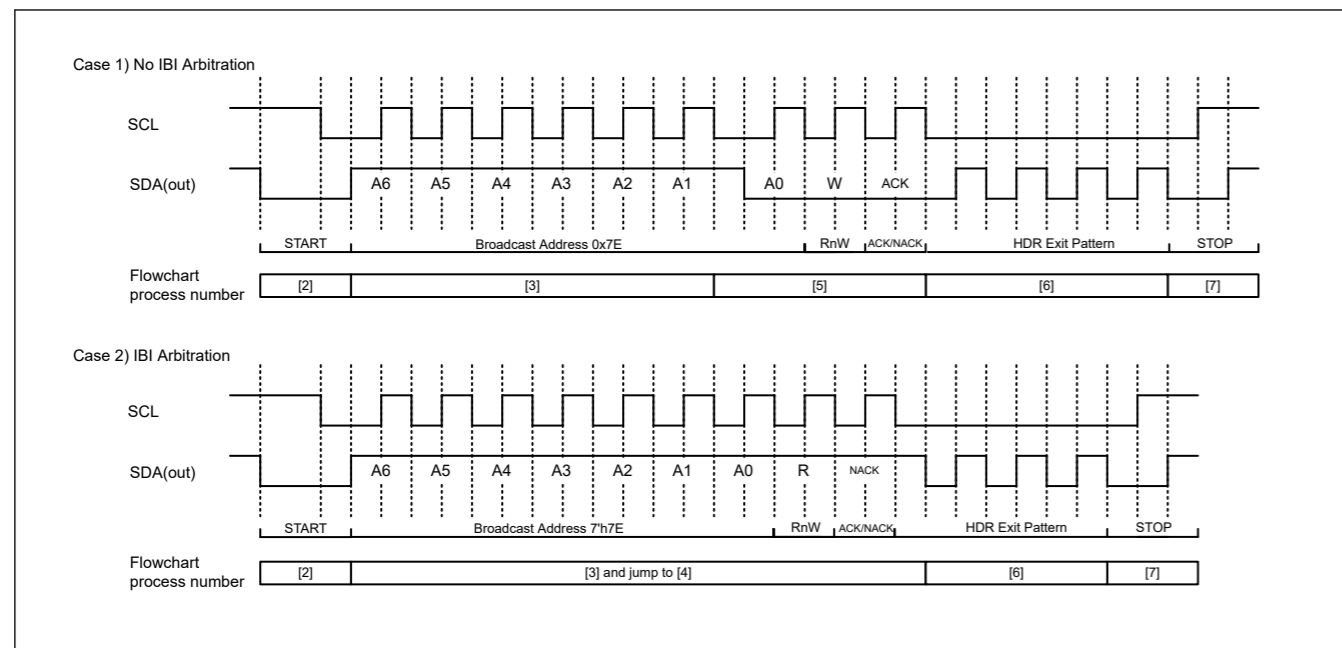 Case 1) No IBI Arbitration
SCL
SDA(out)
A6 A5 A4 A3 A2 A1 A0 W ACK
START Broadcast Address 0x7E RnW ACK/NACK HDR Exit Pattern STOP
Flowchart
process number
[2] [3] [5] [6] [7]
Case 2) IBI Arbitration
SCL
SDA(out)
A6 A5 A4 A3 A2 A1 A0 R NACK
START Broadcast Address 7'h7E RnW ACK/NACK HDR Exit Pattern STOP
Flowchart
process number
[2] [3] and jump to [4] [6] [7]